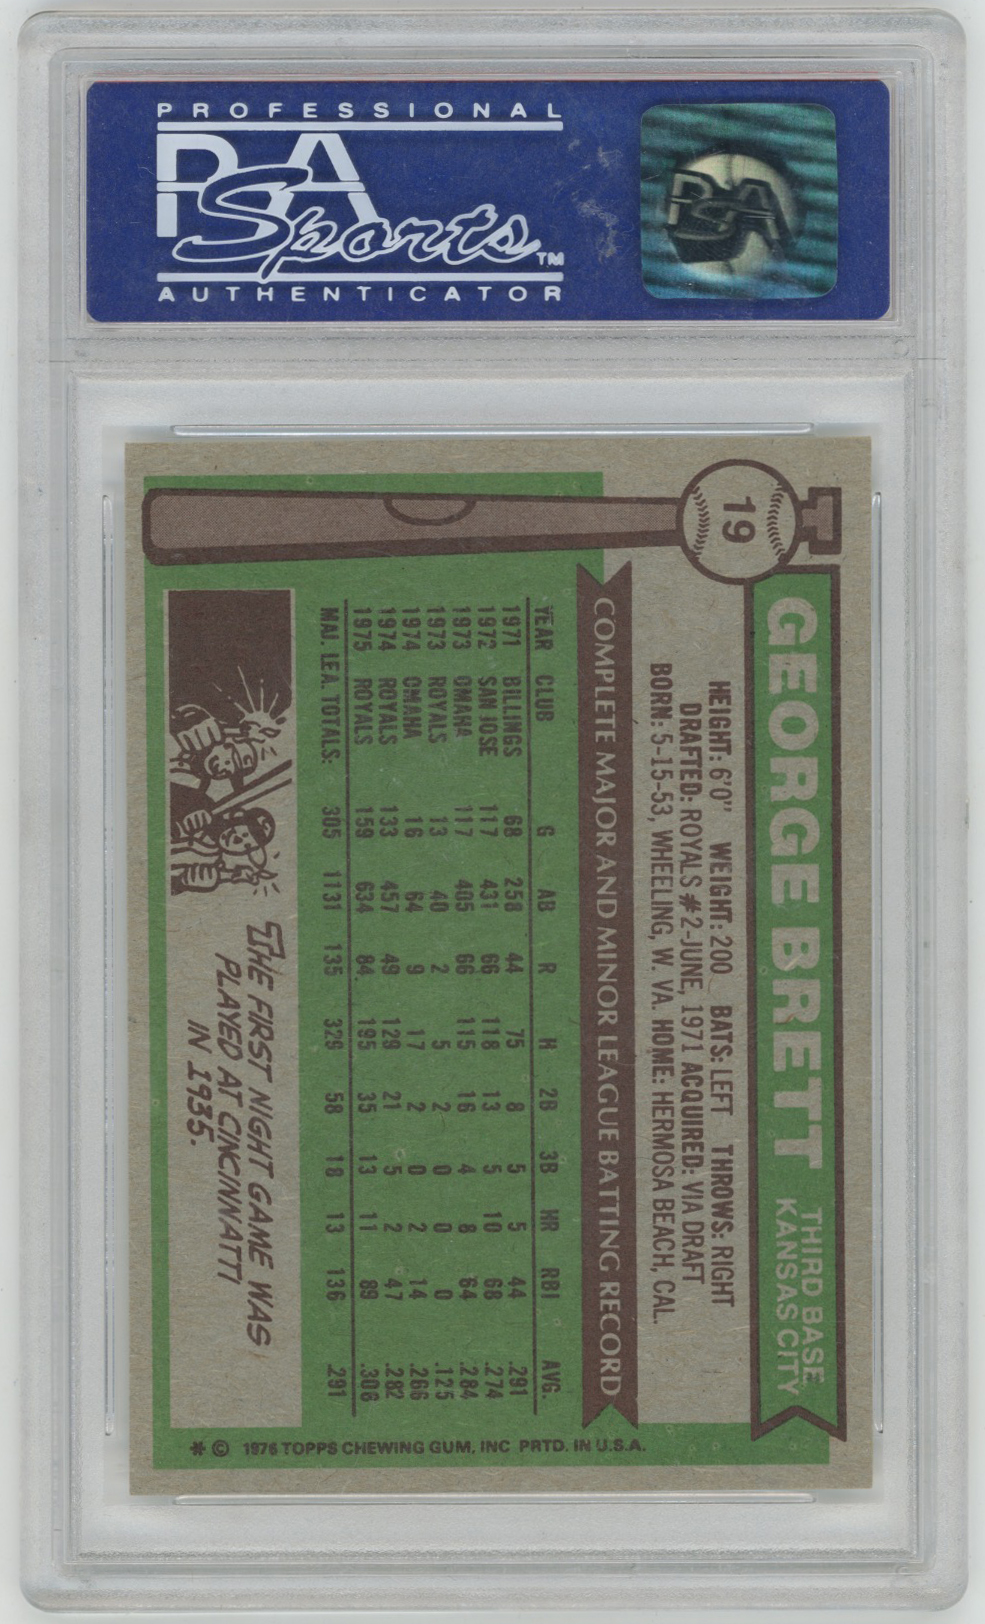 PROFESSIONAL
PSA
Sports™
AUTHENTICATOR
PSA
19
GEORGE BRETT
THIRD BASE
KANSAS CITY
HEIGHT: 6'0" WEIGHT: 200 BATS: LEFT THROWS: RIGHT
DRAFTED: ROYALS #2-JUNE, 1971 ACQUIRED: VIA DRAFT
BORN: 5-15-53, WHEELING, W. VA. HOME: HERMOSA BEACH, CAL.
COMPLETE MAJOR AND MINOR LEAGUE BATTING RECORD
YEAR CLUB G AB R H 2B 3B HR RBI AVG.
1971 BILLINGS 68 258 44 75 8 5 5 44 .291
1972 SAN JOSE 117 431 66 118 13 5 10 68 .274
1973 OMAHA 117 405 66 115 16 4 8 64 .284
1973 ROYALS 13 40 2 5 2 0 0 0 .125
1974 OMAHA 16 64 9 17 2 0 2 14 .266
1974 ROYALS 133 457 49 129 21 5 2 47 .282
1975 ROYALS 159 634 84 195 35 13 11 89 .308
MAJ. LEA. TOTALS: 305 1131 135 329 58 18 13 136 .291
THE FIRST NIGHT GAME WAS
PLAYED AT CINCINNATTI
IN 1935.
* © 1976 TOPPS CHEWING GUM, INC PRTD. IN U.S.A.